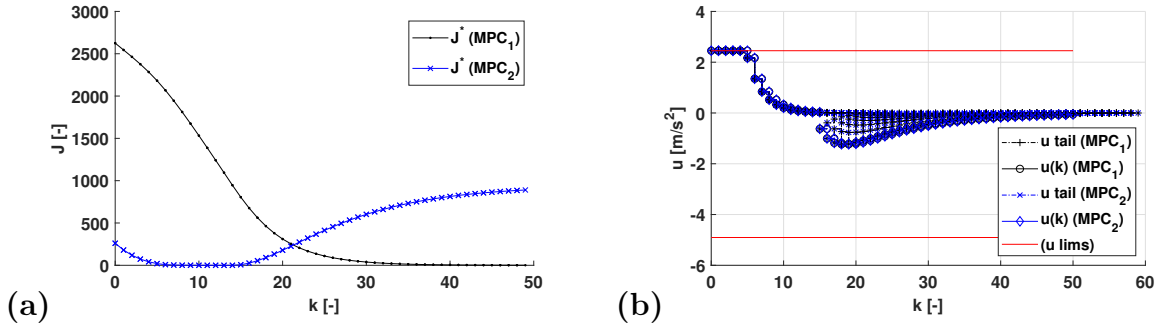 3000
2500
2000
1500
1000
500
0
J [-]
0 10 20 30 40 50
k [-]
J* (MPC1)
J* (MPC2)
(a)
4
2
0
-2
-4
-6
u [m/s²]
0 10 20 30 40 50 60
k [-]
u tail (MPC1)
u(k) (MPC1)
u tail (MPC2)
u(k) (MPC2)
(u lims)
(b)